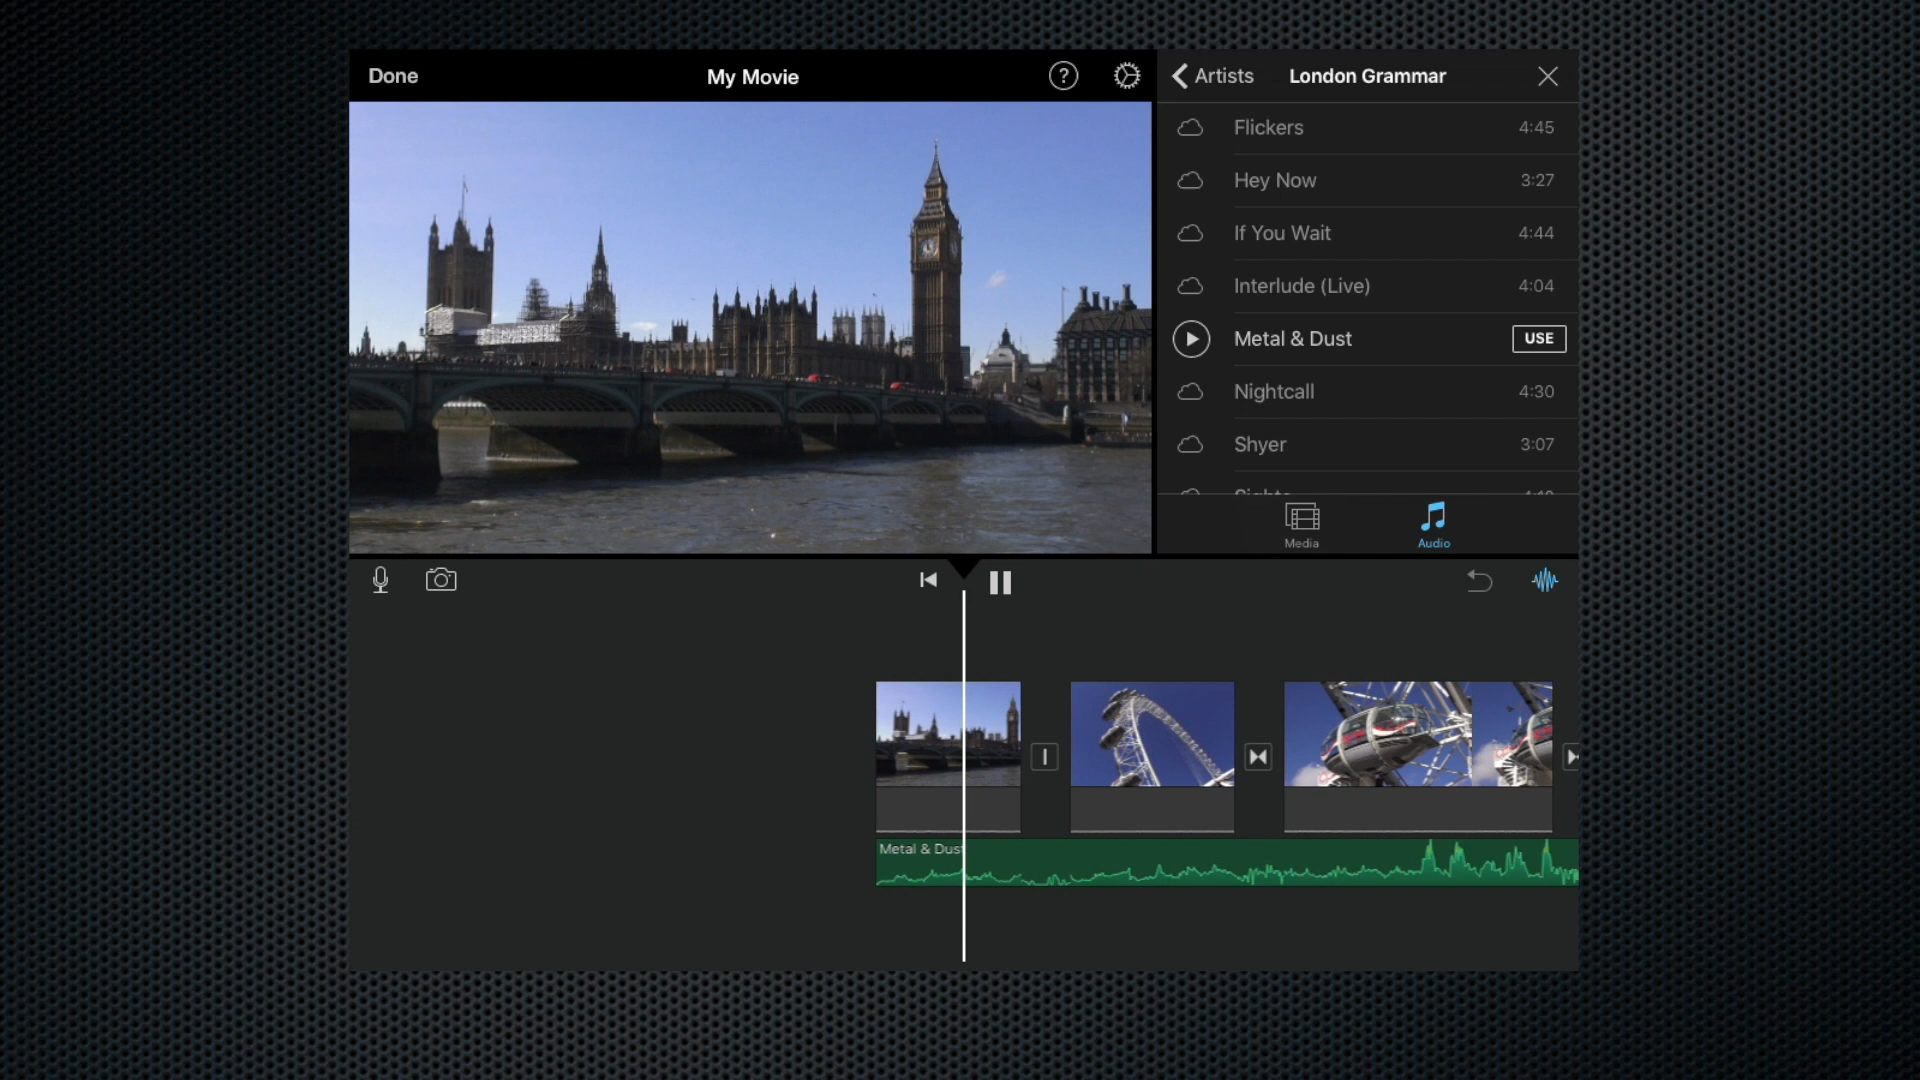 Done
My Movie
?
Artists
London Grammar
Flickers 4:45
Hey Now 3:27
If You Wait 4:44
Interlude (Live) 4:04
Metal & Dust USE
Nightcall 4:30
Shyer 3:07
Media
Audio
Metal & Dust